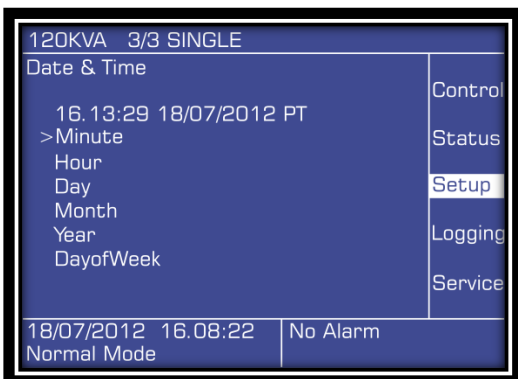 120KVA 3/3 SINGLE
Date & Time
16.13:29 18/07/2012 PT
>Minute
Hour
Day
Month
Year
DayofWeek
Control
Status
Setup
Logging
Service
18/07/2012 16.08:22
Normal Mode
No Alarm